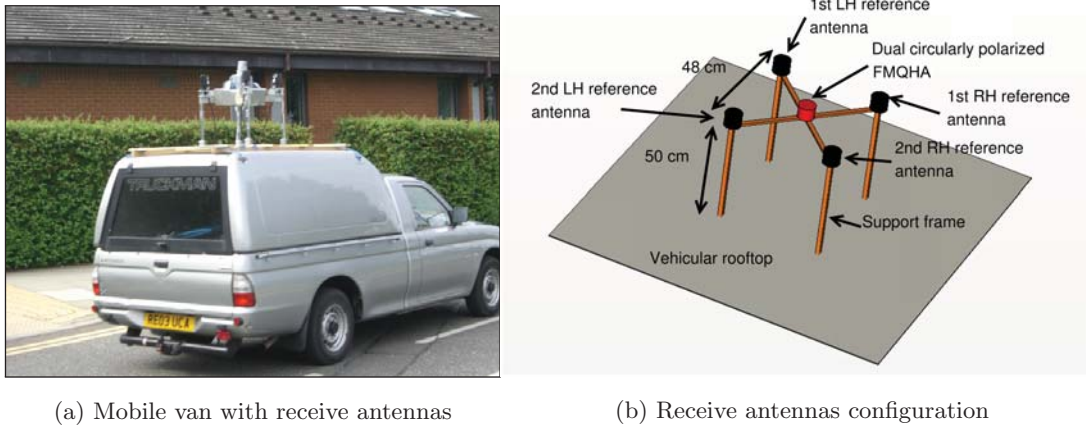 TRUCKMAN
RE03 UCA
1st LH reference
antenna
Dual circularly polarized
FMQHA
48 cm
2nd LH reference
antenna
1st RH reference
antenna
2nd RH reference
antenna
50 cm
Support frame
Vehicular rooftop
(a) Mobile van with receive antennas
(b) Receive antennas configuration